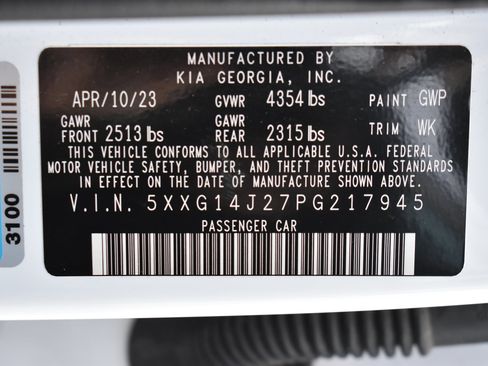 MANUFACTURED BY
KIA GEORGIA, INC.
APR/10/23 GVWR 4354 lbs PAINT GWP
GAWR FRONT 2513 lbs GAWR REAR 2315 lbs TRIM WK
THIS VEHICLE CONFORMS TO ALL APPLICABLE U.S.A. FEDERAL
MOTOR VEHICLE SAFETY, BUMPER, AND THEFT PREVENTION STANDARDS
IN EFFECT ON THE DATE OF MANUFACTURE SHOWN ABOVE.
V.I.N. 5XXG14J27PG217945
PASSENGER CAR
3100